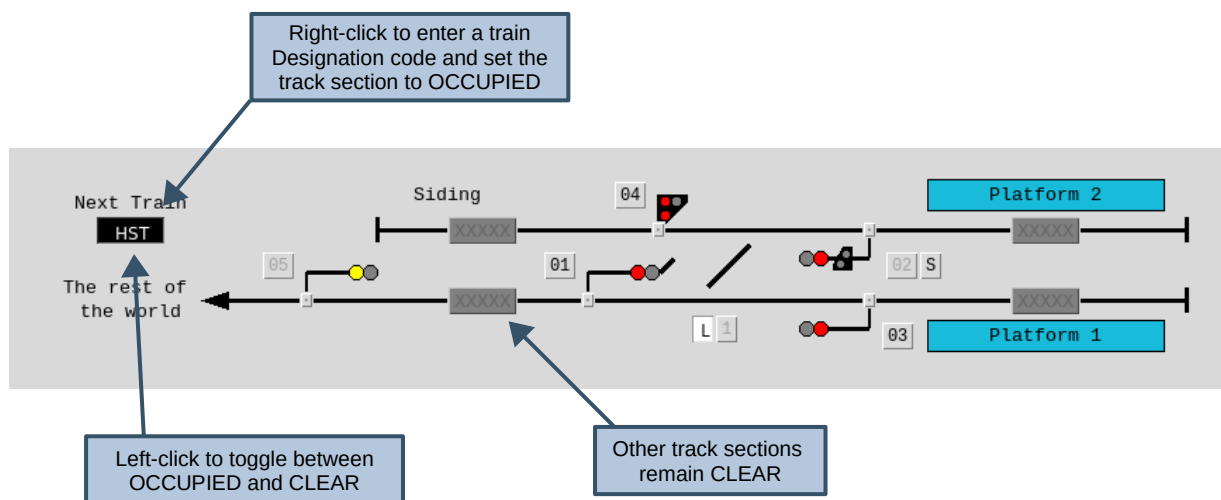 Right-click to enter a train
Designation code and set the
track section to OCCUPIED
Next Train
HST
Siding
XXXXX
04
Platform 2
XXXXX
05
01
02 S
The rest of
the world
XXXXX
XXXXX
L 1
03
Platform 1
Left-click to toggle between
OCCUPIED and CLEAR
Other track sections
remain CLEAR